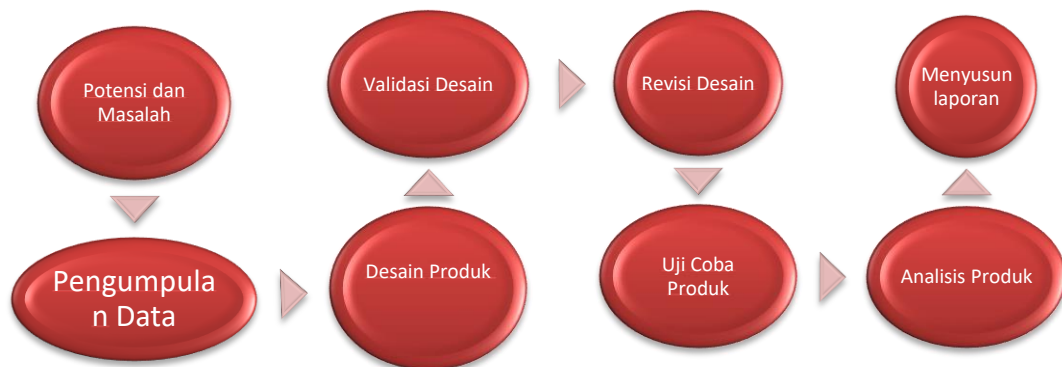 Potensi dan
Masalah
Pengumpula
n Data
Desain Produk
Validasi Desain
Revisi Desain
Uji Coba
Produk
Analisis Produk
Menyusun
laporan